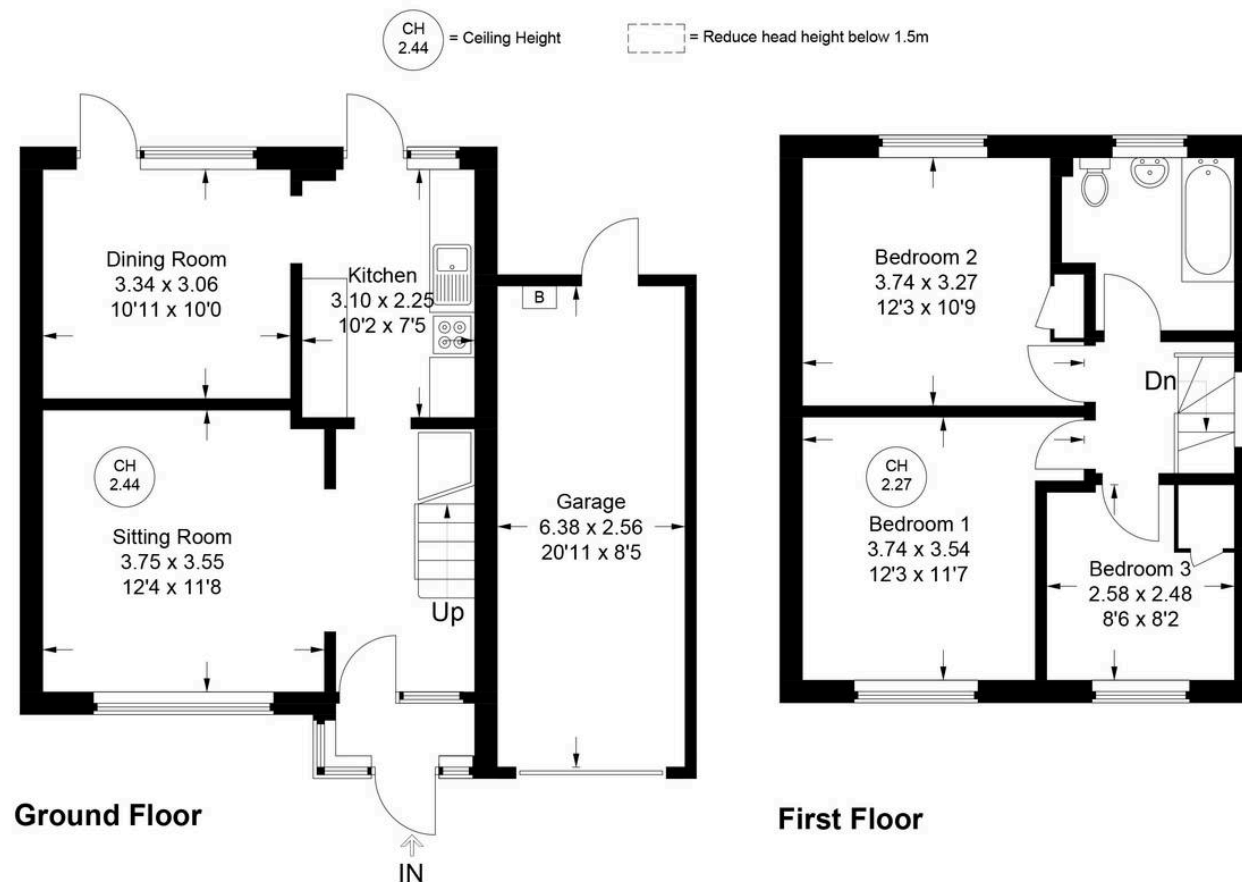 CH
2.44
= Ceiling Height
= Reduce head height below 1.5m
Dining Room
3.34 x 3.06
10'11 x 10'0
Kitchen
3.10 x 2.25
10'2 x 7'5
B
CH
2.44
Sitting Room
3.75 x 3.55
12'4 x 11'8
Up
Garage
6.38 x 2.56
20'11 x 8'5
IN
Ground Floor
Bedroom 2
3.74 x 3.27
12'3 x 10'9
Dn
CH
2.27
Bedroom 1
3.74 x 3.54
12'3 x 11'7
Bedroom 3
2.58 x 2.48
8'6 x 8'2
First Floor